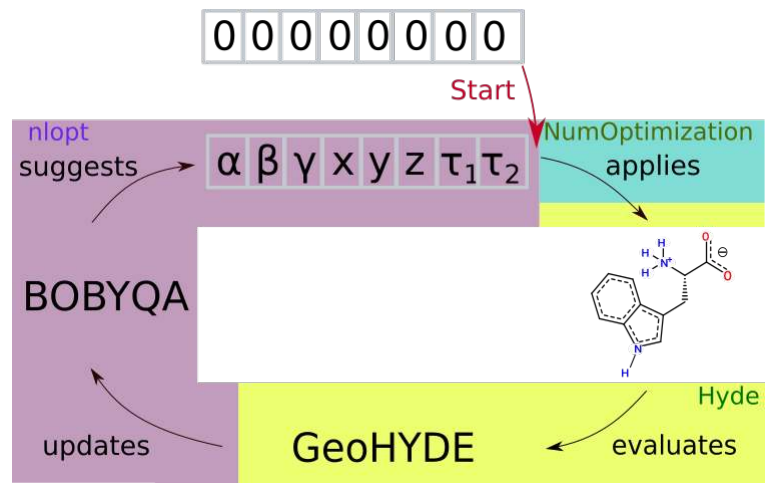 0 0 0 0 0 0 0 0
Start
nlopt
suggests
α β γ x y z τ₁ τ₂
NumOptimization
applies
BOBYQA
H
H
H
N⁺
O
⊖
O
N
H
Hyde
updates
GeoHYDE
evaluates